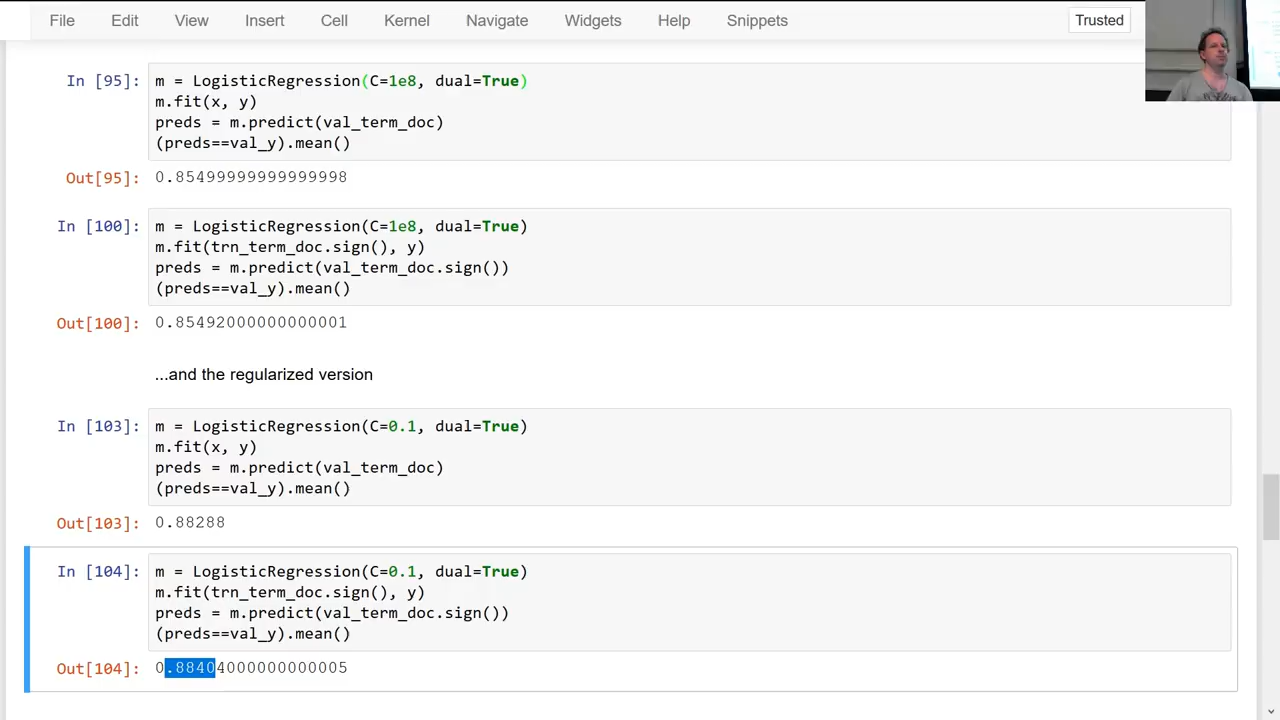 File Edit View Insert Cell Kernel Navigate Widgets Help Snippets Trusted
In [95]: m = LogisticRegression(C=1e8, dual=True)
m.fit(x, y)
preds = m.predict(val_term_doc)
(preds==val_y).mean()
Out[95]: 0.85499999999999998
In [100]: m = LogisticRegression(C=1e8, dual=True)
m.fit(trn_term_doc.sign(), y)
preds = m.predict(val_term_doc.sign())
(preds==val_y).mean()
Out[100]: 0.85492000000000001
...and the regularized version
In [103]: m = LogisticRegression(C=0.1, dual=True)
m.fit(x, y)
preds = m.predict(val_term_doc)
(preds==val_y).mean()
Out[103]: 0.88288
In [104]: m = LogisticRegression(C=0.1, dual=True)
m.fit(trn_term_doc.sign(), y)
preds = m.predict(val_term_doc.sign())
(preds==val_y).mean()
Out[104]: 0.88404000000000005